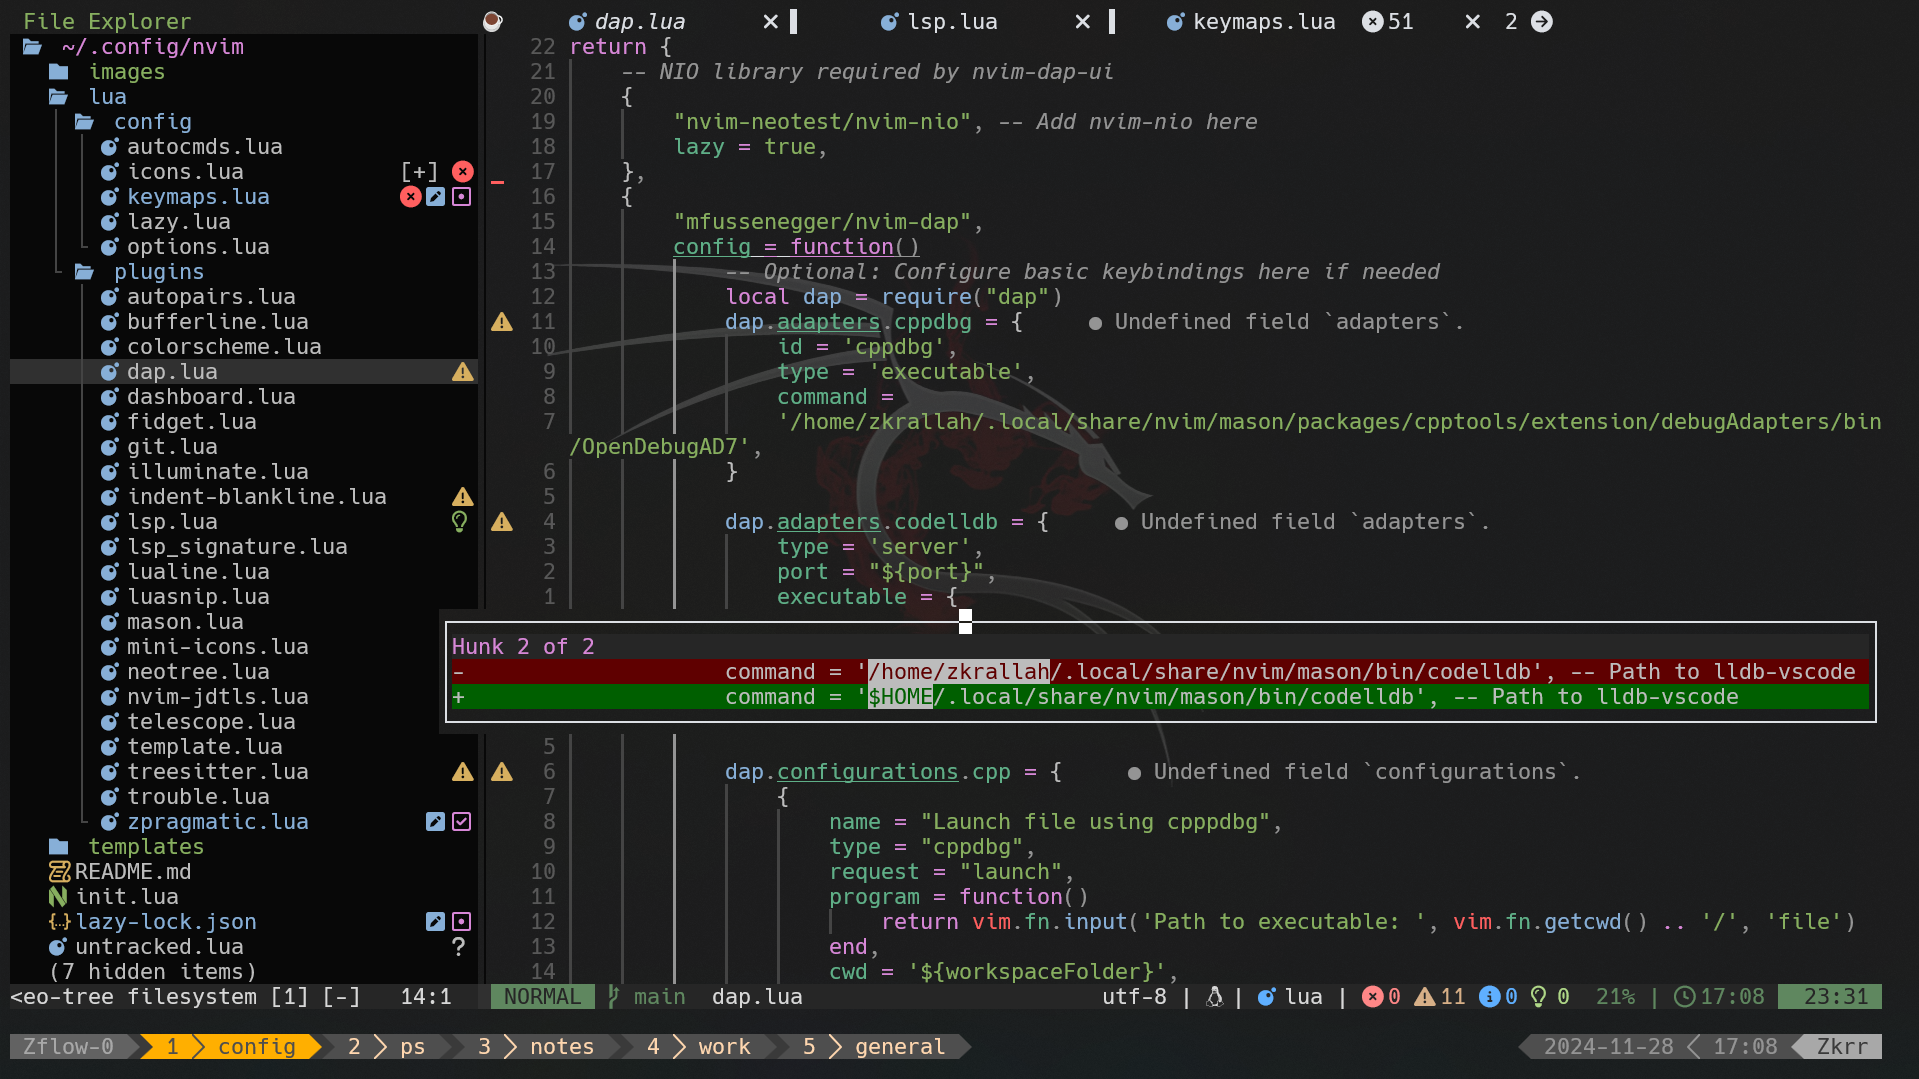 File Explorer
~/.config/nvim
images
lua
config
autocmds.lua
icons.lua [+]
keymaps.lua
lazy.lua
options.lua
plugins
autopairs.lua
bufferline.lua
colorscheme.lua
dap.lua
dashboard.lua
fidget.lua
git.lua
illuminate.lua
indent-blankline.lua
lsp.lua
lsp_signature.lua
lualine.lua
luasnip.lua
mason.lua
mini-icons.lua
neotree.lua
nvim-jdtls.lua
telescope.lua
template.lua
treesitter.lua
trouble.lua
zpragmatic.lua
templates
README.md
init.lua
{..} lazy-lock.json
untracked.lua ?
(7 hidden items)
<eo-tree filesystem [1] [-] 14:1
dap.lua × lsp.lua × keymaps.lua 51 × 2
22 return {
21 -- NIO library required by nvim-dap-ui
20 {
19 "nvim-neotest/nvim-nio", -- Add nvim-nio here
18 lazy = true,
17 },
16 {
15 "mfussenegger/nvim-dap",
14 config = function()
13 -- Optional: Configure basic keybindings here if needed
12 local dap = require("dap")
11 dap.adapters.cppdbg = { ● Undefined field `adapters`.
10 id = 'cppdbg',
9 type = 'executable',
8 command =
7 '/home/zkrallah/.local/share/nvim/mason/packages/cpptools/extension/debugAdapters/bin
/OpenDebugAD7',
6 }
5
4 dap.adapters.codelldb = { ● Undefined field `adapters`.
3 type = 'server',
2 port = "${port}",
1 executable = {
Hunk 2 of 2
- command = '/home/zkrallah/.local/share/nvim/mason/bin/codelldb', -- Path to lldb-vscode
+ command = '$HOME/.local/share/nvim/mason/bin/codelldb', -- Path to lldb-vscode
5
6 dap.configurations.cpp = { ● Undefined field `configurations`.
7 {
8 name = "Launch file using cpppdbg",
9 type = "cppdbg",
10 request = "launch",
11 program = function()
12 return vim.fn.input('Path to executable: ', vim.fn.getcwd() .. '/', 'file')
13 end,
14 cwd = '${workspaceFolder}',
NORMAL main dap.lua utf-8 | | lua | 0 11 0 0 21% | 17:08 23:31
Zflow-0 1 config 2 ps 3 notes 4 work 5 general 2024-11-28 17:08 Zkrr